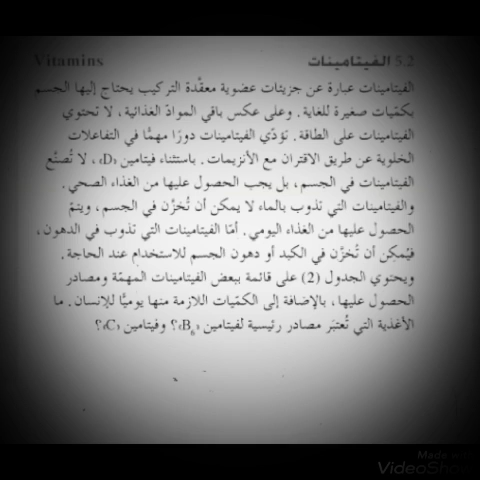 5.2 الفيتامينات Vitamins
الفيتامينات عبارة عن جزيئات عضوية معقّدة التركيب يحتاج إليها الجسم
بكمّيات صغيرة للغاية. وعلى عكس باقي الموادّ الغذائية، لا تحتوي
الفيتامينات على الطاقة. تؤدّي الفيتامينات دورًا مهمًّا في التفاعلات
الخلوية عن طريق الاقتران مع الأنزيمات. باستثناء فيتامين «D»، لا تُصنَّع
الفيتامينات في الجسم، بل يجب الحصول عليها من الغذاء الصحي.
والفيتامينات التي تذوب بالماء لا يمكن أن تُخزَّن في الجسم، ويتمّ
الحصول عليها من الغذاء اليومي. أمّا الفيتامينات التي تذوب في الدهون،
فيُمكِن أن تُخزَّن في الكبد أو دهون الجسم للاستخدام عند الحاجة.
ويحتوي الجدول (2) على قائمة ببعض الفيتامينات المهمّة ومصادر
الحصول عليها، بالإضافة إلى الكمّيات اللازمة منها يوميًّا للإنسان. ما
الأغذية التي تُعتبَر مصادر رئيسية لفيتامين «B₆»؟ وفيتامين «C»؟
Made with
VideoShow